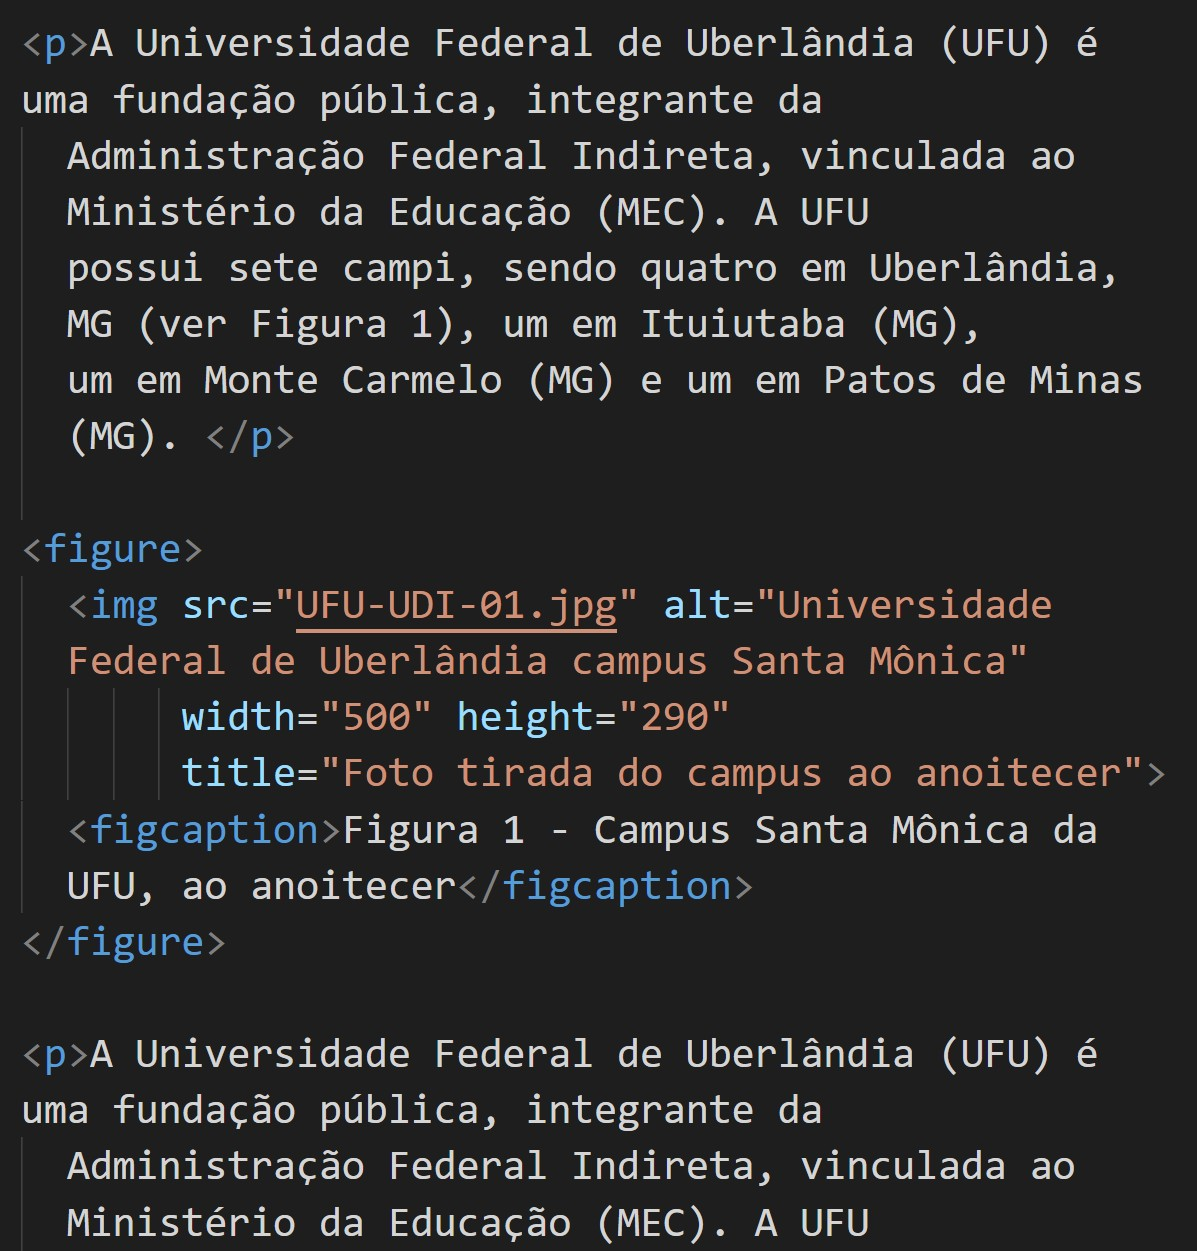 <p>A Universidade Federal de Uberlândia (UFU) é
uma fundação pública, integrante da
Administração Federal Indireta, vinculada ao
Ministério da Educação (MEC). A UFU
possui sete campi, sendo quatro em Uberlândia,
MG (ver Figura 1), um em Ituiutaba (MG),
um em Monte Carmelo (MG) e um em Patos de Minas
(MG). </p>
<figure>
<img src="UFU-UDI-01.jpg" alt="Universidade
Federal de Uberlândia campus Santa Mônica"
width="500" height="290"
title="Foto tirada do campus ao anoitecer">
<figcaption>Figura 1 - Campus Santa Mônica da
UFU, ao anoitecer</figcaption>
</figure>
<p>A Universidade Federal de Uberlândia (UFU) é
uma fundação pública, integrante da
Administração Federal Indireta, vinculada ao
Ministério da Educação (MEC). A UFU